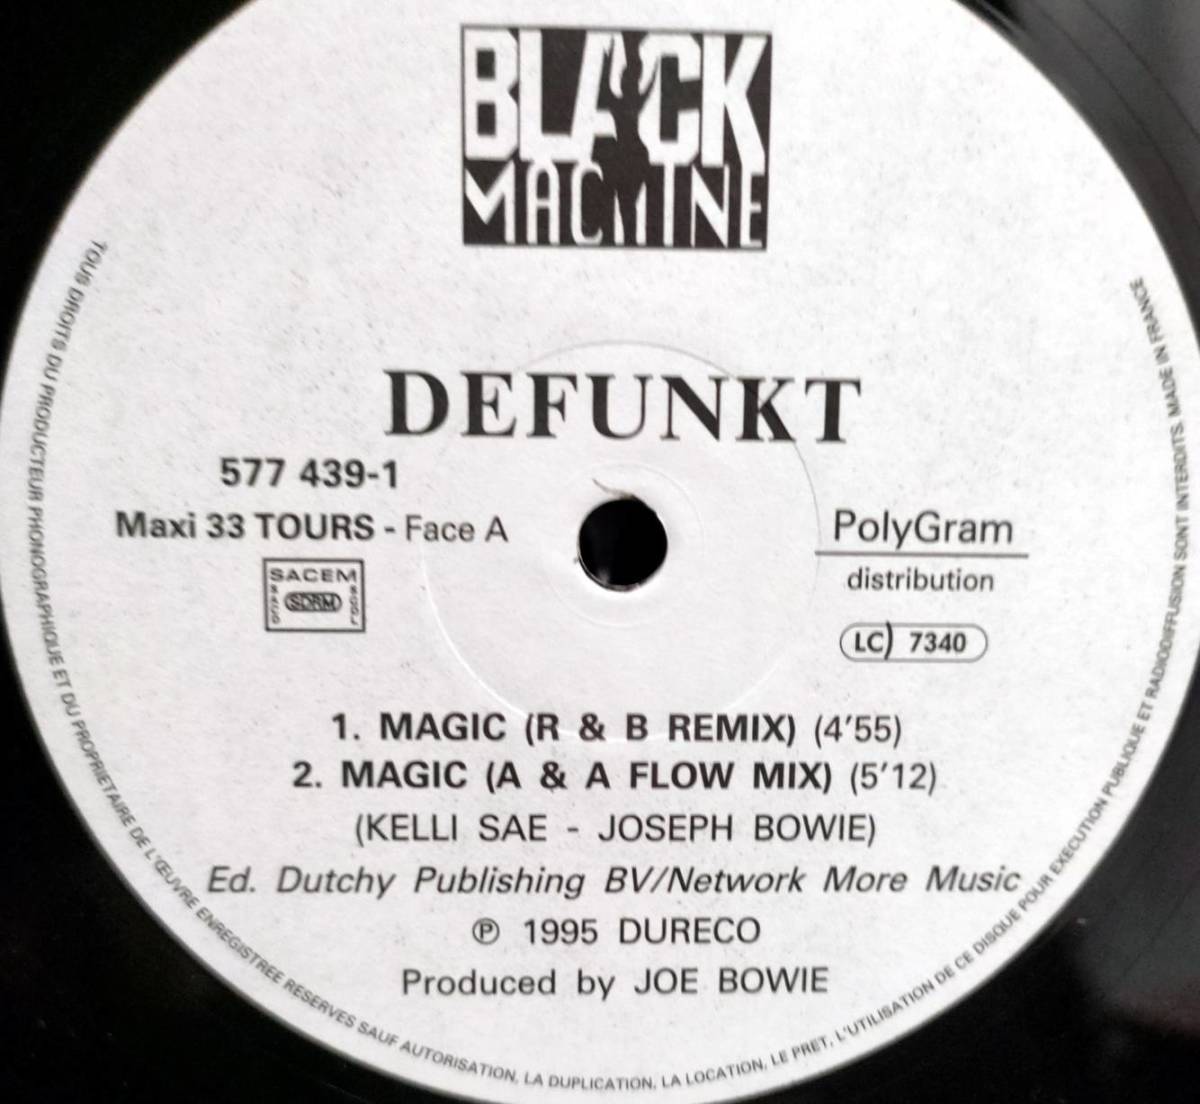 BLACK
MACHINE
DEFUNKT
577 439-1
Maxi 33 TOURS - Face A
SACEM
SACD
SDRM
SGDL
PolyGram
distribution
LC 7340
1. MAGIC (R & B REMIX) (4'55)
2. MAGIC (A & A FLOW MIX) (5'12)
(KELLI SAE - JOSEPH BOWIE)
Ed. Dutchy Publishing BV/Network More Music
℗ 1995 DURECO
Produced by JOE BOWIE
TOUS DROITS DU PRODUCTEUR PHONOGRAPHIQUE ET DU PROPRIETAIRE DE L'ŒUVRE ENREGISTREE RESERVES SAUF AUTORISATION, LA DUPLICATION, LA LOCATION, LE PRET, L'UTILISATION DE CE DISQUE POUR EXECUTION PUBLIQUE ET RADIODIFFUSION SONT INTERDITS. MADE IN FRANCE